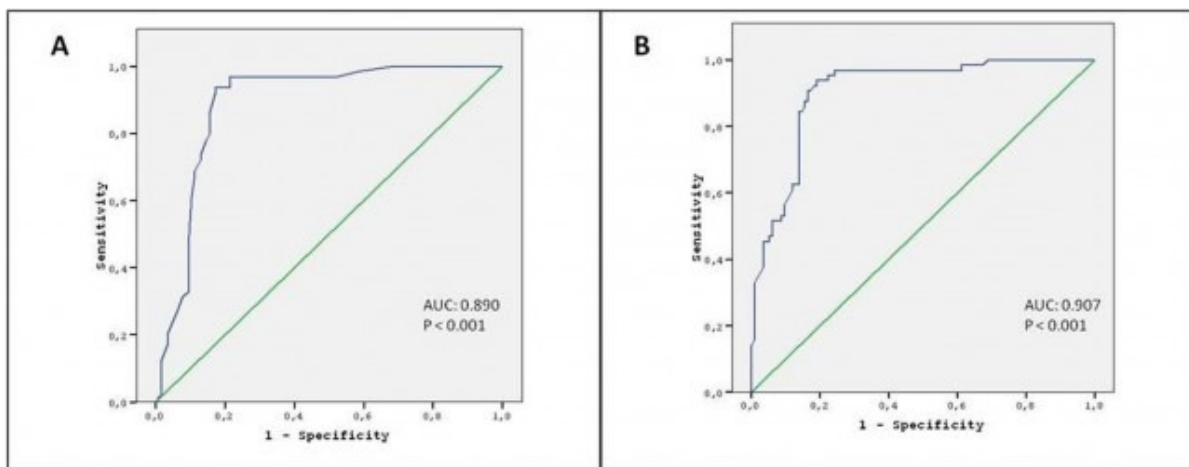 A
Sensitivity
1,0
0,8
0,6
0,4
0,2
0,0
AUC: 0.890
P < 0.001
0,0 0,2 0,4 0,6 0,8 1,0
1 - Specificity
B
Sensitivity
1,0
0,8
0,6
0,4
0,2
0,0
AUC: 0.907
P < 0.001
0,0 0,2 0,4 0,6 0,8 1,0
1 - Specificity